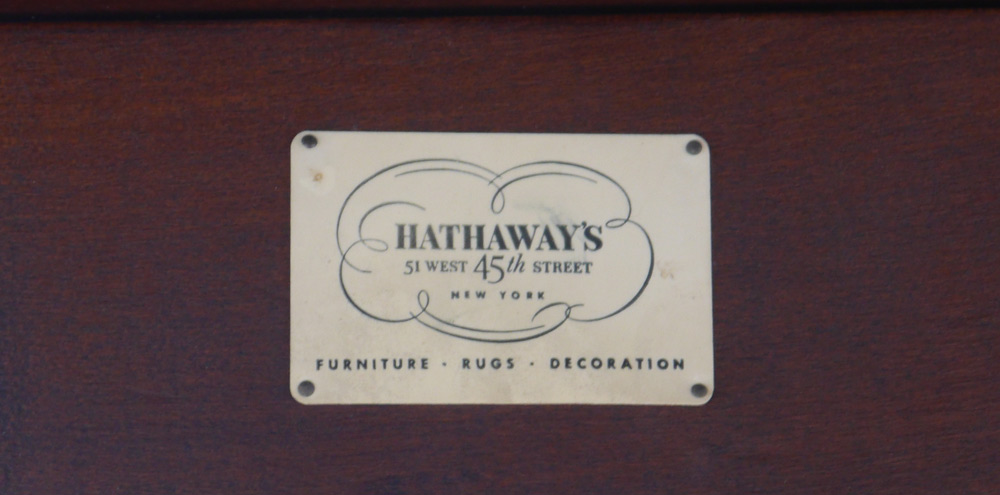 HATHAWAY'S
51 WEST 45th STREET
NEW YORK
FURNITURE · RUGS · DECORATION